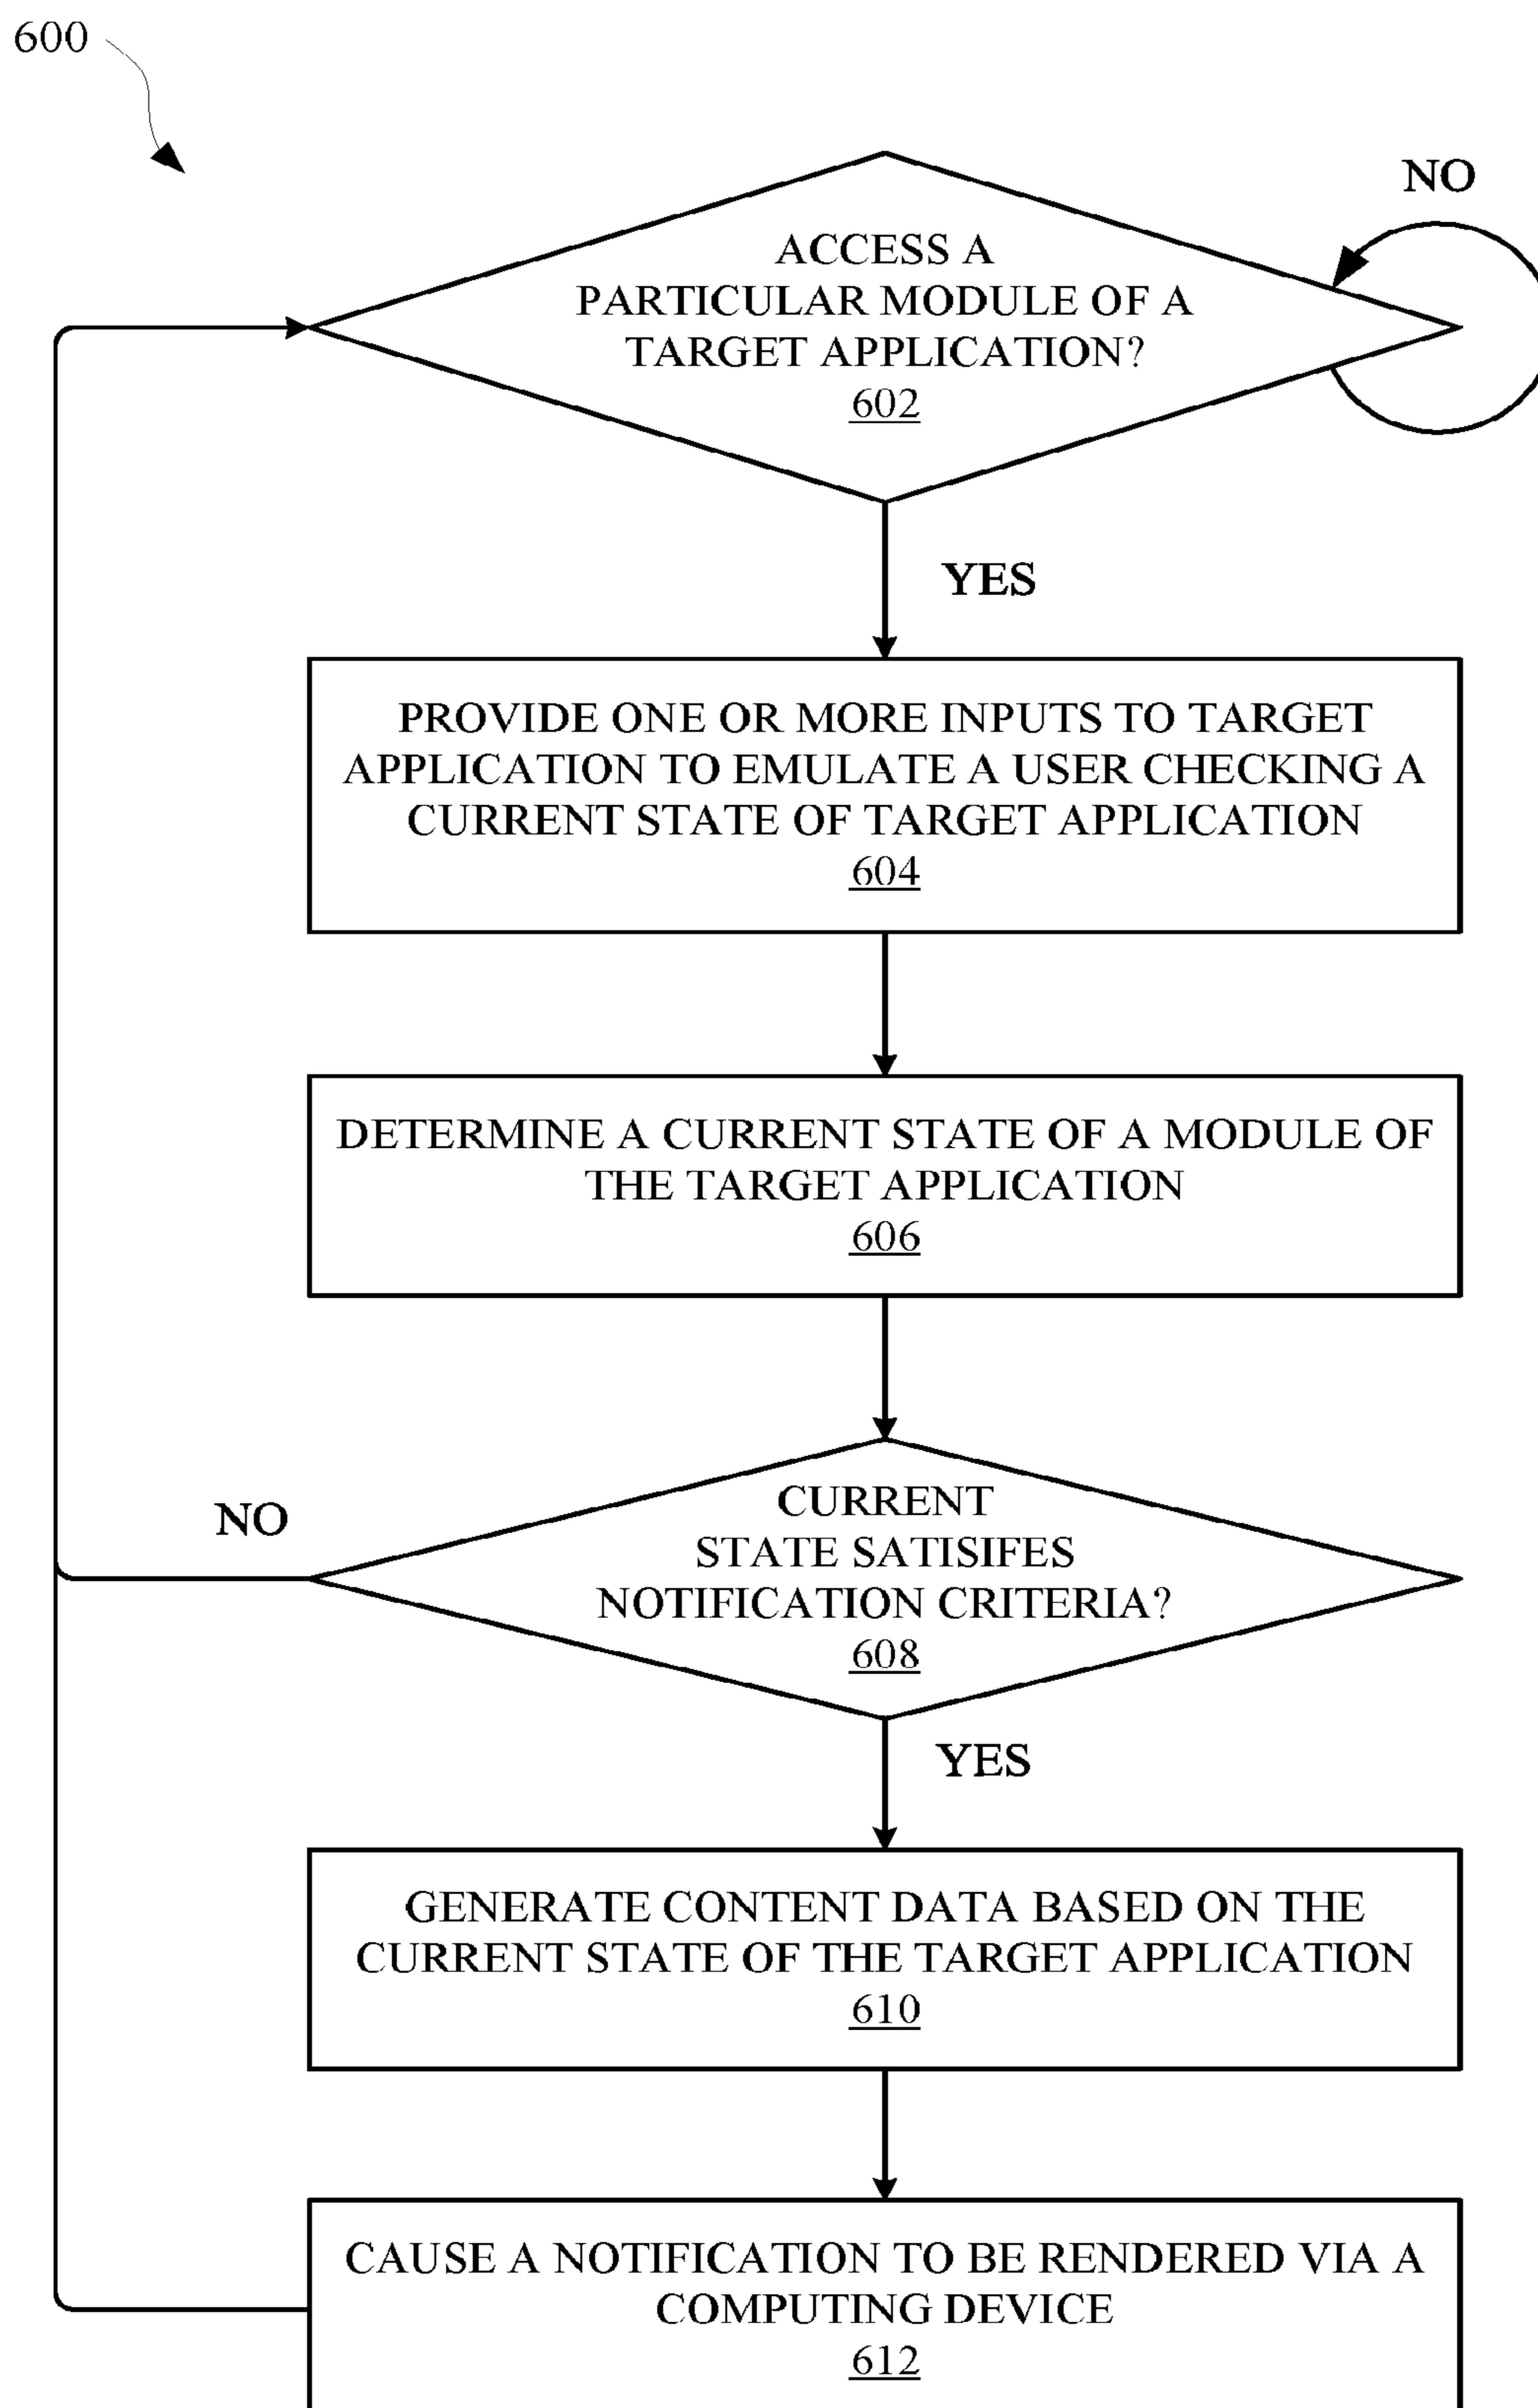 600
NO
ACCESS A
PARTICULAR MODULE OF A
TARGET APPLICATION?
602
YES
PROVIDE ONE OR MORE INPUTS TO TARGET
APPLICATION TO EMULATE A USER CHECKING A
CURRENT STATE OF TARGET APPLICATION
604
DETERMINE A CURRENT STATE OF A MODULE OF
THE TARGET APPLICATION
606
NO
CURRENT
STATE SATISIFES
NOTIFICATION CRITERIA?
608
YES
GENERATE CONTENT DATA BASED ON THE
CURRENT STATE OF THE TARGET APPLICATION
610
CAUSE A NOTIFICATION TO BE RENDERED VIA A
COMPUTING DEVICE
612